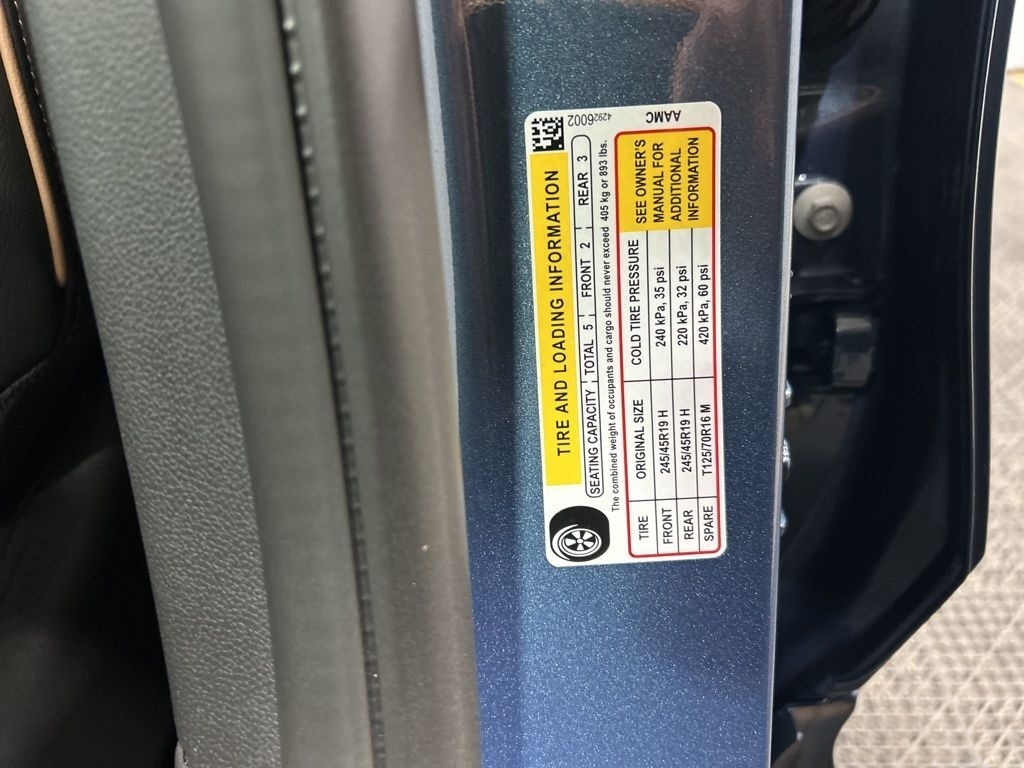 TIRE AND LOADING INFORMATION
SEATING CAPACITY TOTAL 5 FRONT 2 REAR 3
The combined weight of occupants and cargo should never exceed 405 kg or 893 lbs.
TIRE ORIGINAL SIZE COLD TIRE PRESSURE
FRONT 245/45R19 H 240 kPa, 35 psi
REAR 245/45R19 H 220 kPa, 32 psi
SPARE T125/70R16 M 420 kPa, 60 psi
SEE OWNER'S
MANUAL FOR
ADDITIONAL
INFORMATION
42926002
AAMC